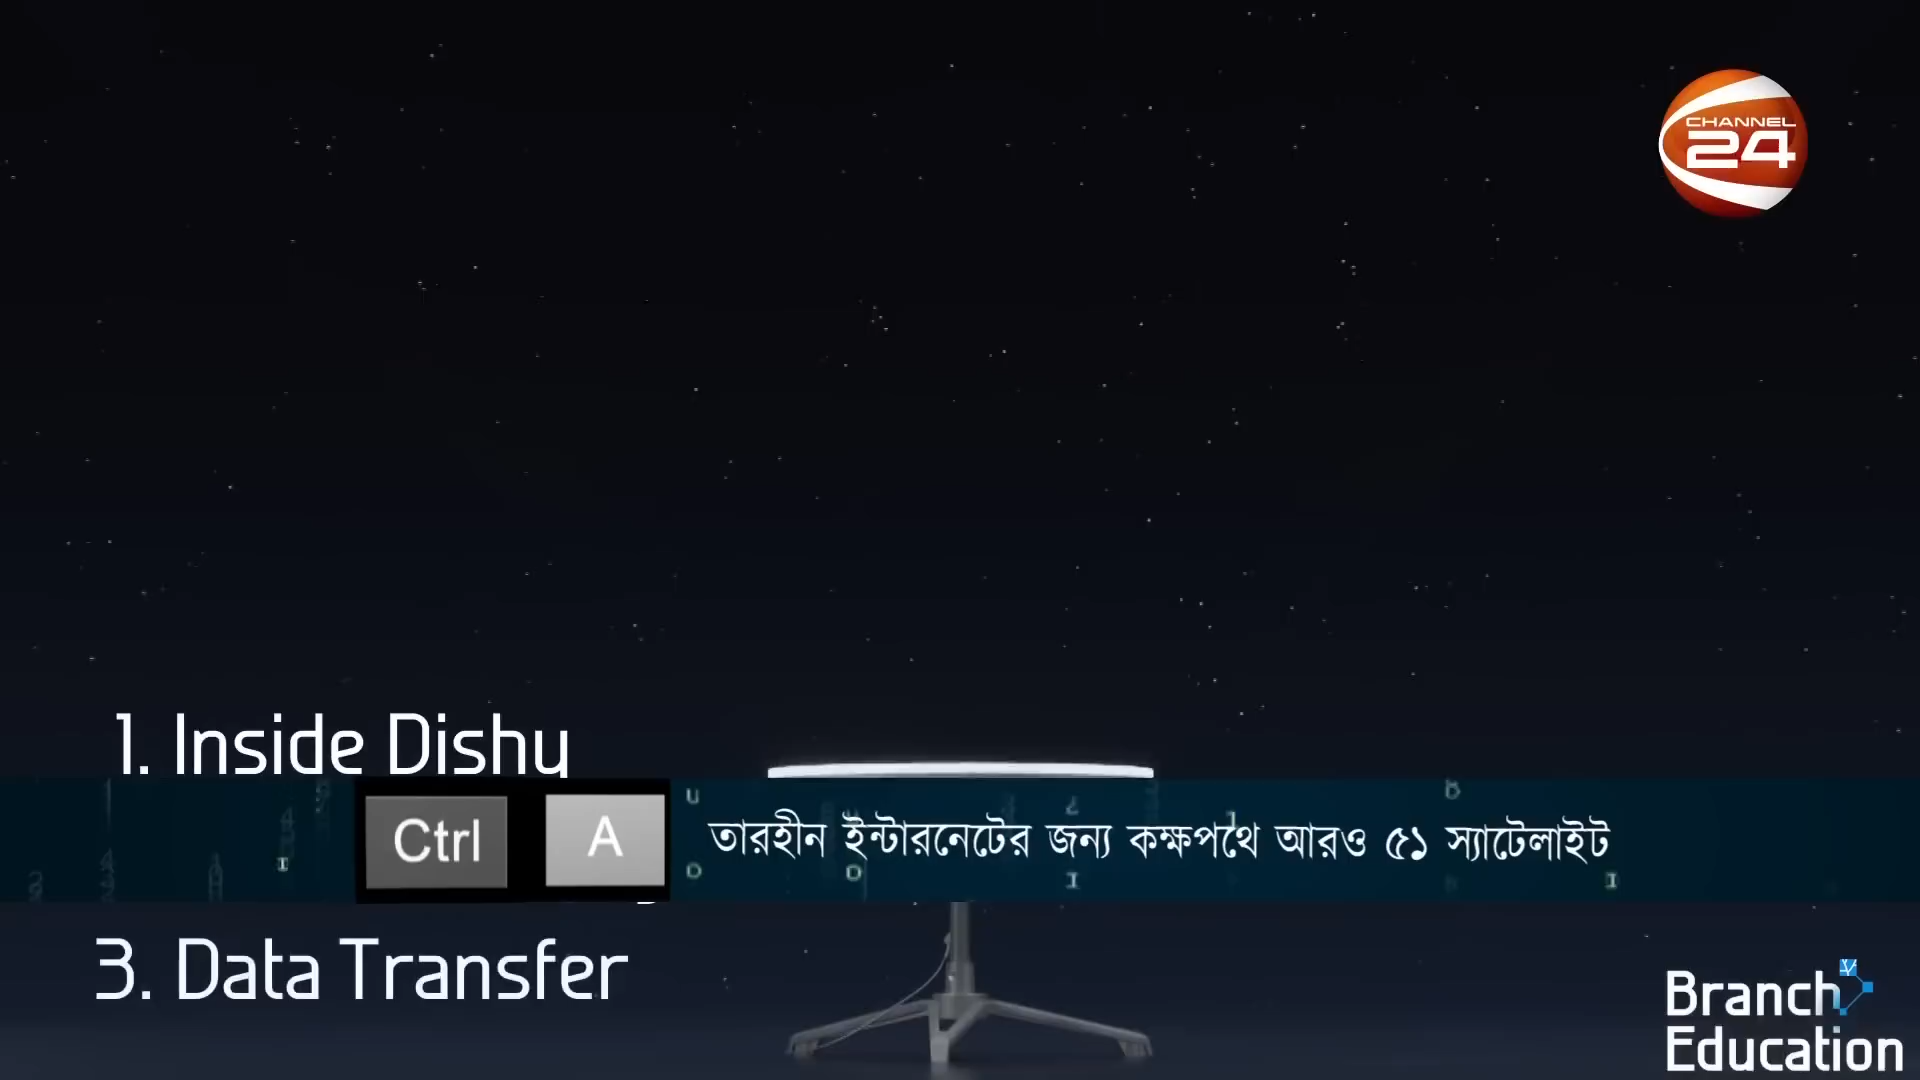 CHANNEL
24
1. Inside Dishy
Ctrl A তারহীন ইন্টারনেটের জন্য কক্ষপথে আরও ৫১ স্যাটেলাইট
3. Data Transfer
Branch
Education